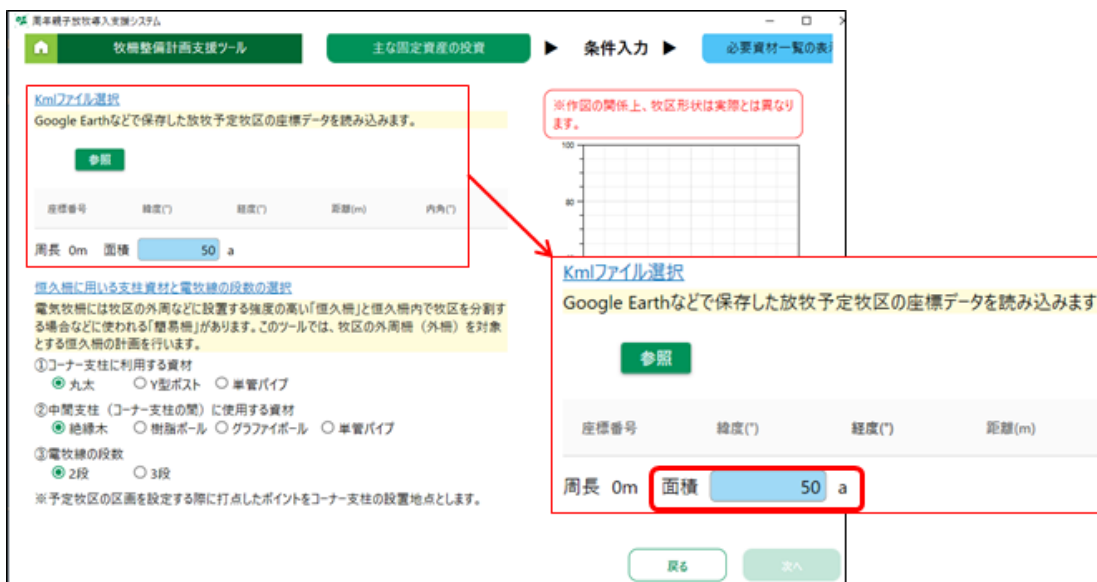 周年親子放牧導入支援システム
牧柵整備計画支援ツール
主な固定資産の投資
▶ 条件入力 ▶
必要資材一覧の表
Kmlファイル選択
Google Earthなどで保存した放牧予定牧区の座標データを読み込みます。
参照
座標番号 緯度(°) 経度(°) 距離(m) 内角(°)
周長 0m 面積 50 a
※作図の関係上、牧区形状は実際とは異なり
ます。
100
80
恒久柵に用いる支柱資材と電牧線の段数の選択
電気牧柵には牧区の外周などに設置する強度の高い「恒久柵」と恒久柵内で牧区を分割す
る場合などに使われる「簡易柵」があります。このツールでは、牧区の外周柵（外柵）を対象
とする恒久柵の計画を行います。
①コーナー支柱に利用する資材
丸太 Y型ポスト 単管パイプ
②中間支柱（コーナー支柱の間）に使用する資材
絶縁木 樹脂ポール グラファイポール 単管パイプ
③電牧線の段数
2段 3段
※予定牧区の区画を設定する際に打点したポイントをコーナー支柱の設置地点とします。
Kmlファイル選択
Google Earthなどで保存した放牧予定牧区の座標データを読み込みます
参照
座標番号 緯度(°) 経度(°) 距離(m)
周長 0m 面積 50 a
戻る
次へ